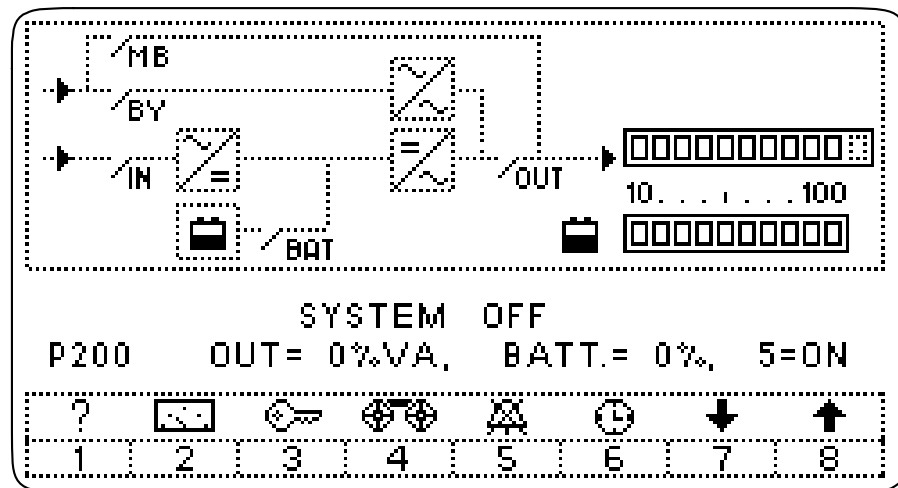 MB
BY
IN
OUT
10. . . ı . . .100
BAT
SYSTEM OFF
P200 OUT= 0%VA, BATT.= 0%, 5=ON
?
1 2 3 4 5 6 7 8